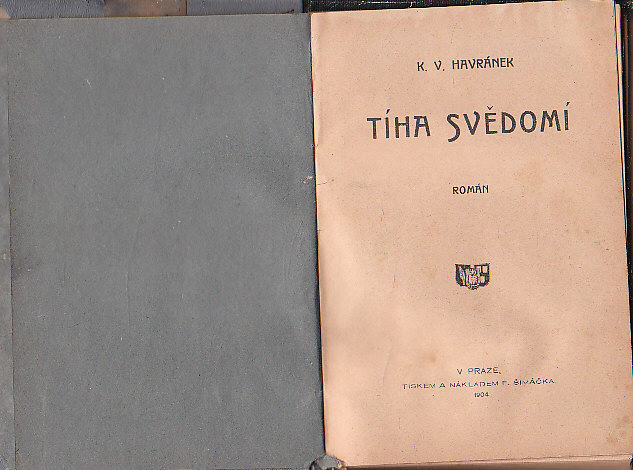 K. V. HAVRÁNEK
TÍHA SVĚDOMÍ
ROMÁN
V PRAZE.
TISKEM A NÁKLADEM F. ŠIMÁČKA.
1904